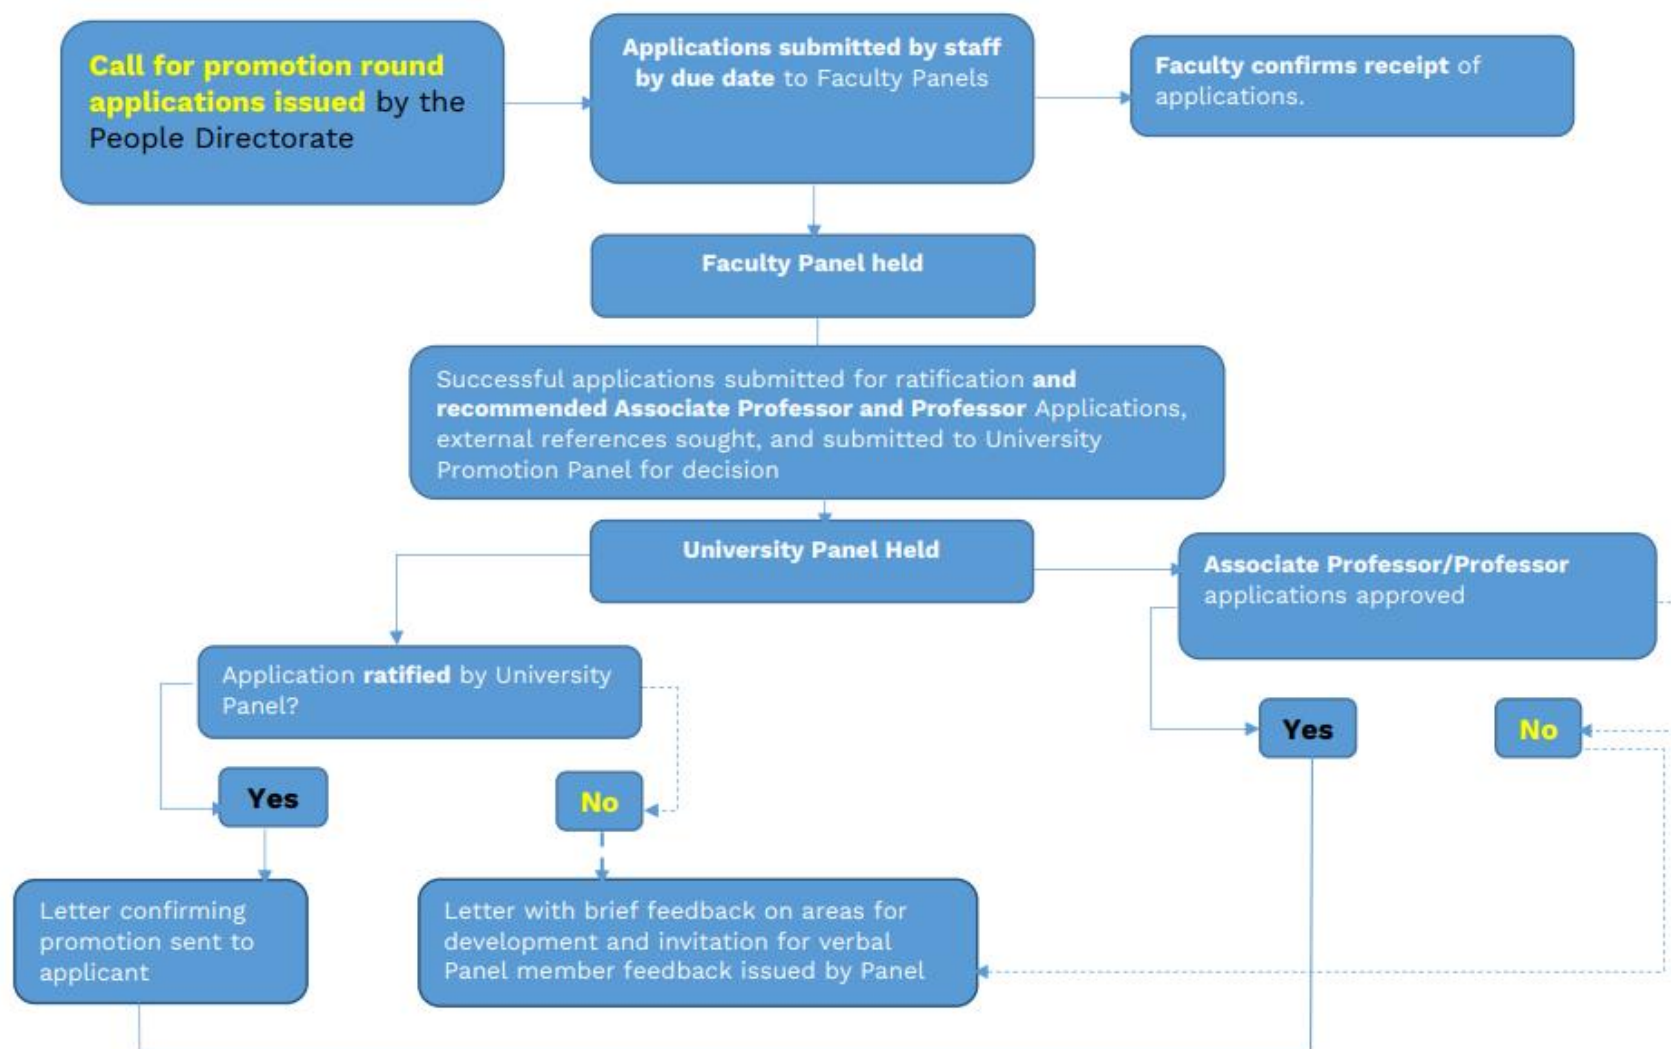 Call for promotion round
applications issued by the
People Directorate
Applications submitted by staff
by due date to Faculty Panels
Faculty confirms receipt of
applications.
Faculty Panel held
Successful applications submitted for ratification and
recommended Associate Professor and Professor Applications,
external references sought, and submitted to University
Promotion Panel for decision
University Panel Held
Associate Professor/Professor
applications approved
Application ratified by University
Panel?
Yes
No
Yes
No
Letter confirming
promotion sent to
applicant
Letter with brief feedback on areas for
development and invitation for verbal
Panel member feedback issued by Panel